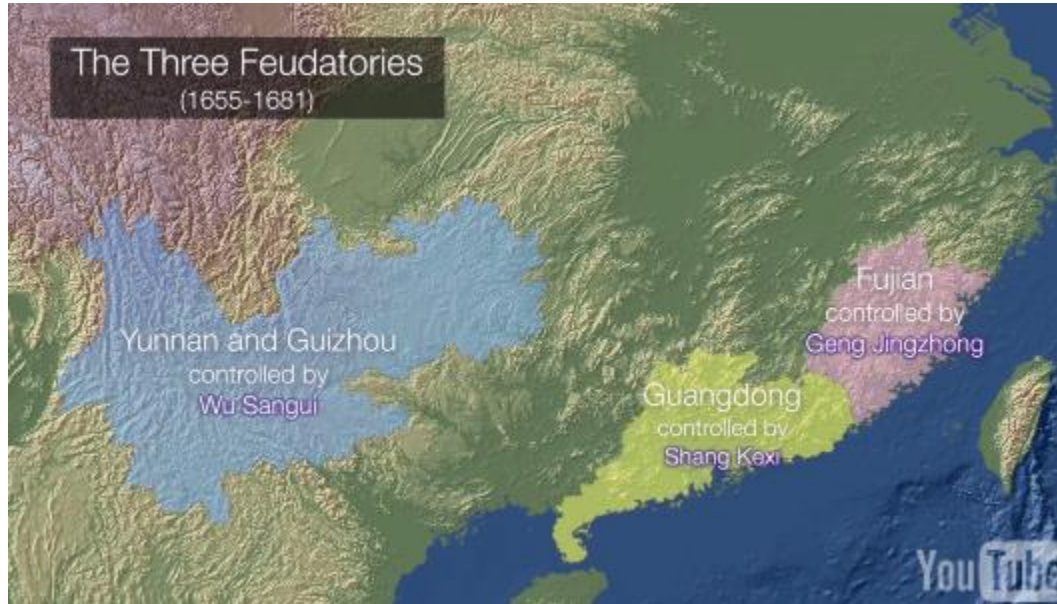 The Three Feudatories
(1655-1681)
Yunnan and Guizhou
controlled by
Wu Sangui
Fujian
controlled by
Geng Jingzhong
Guangdong
controlled by
Shang Kexi
YouTube